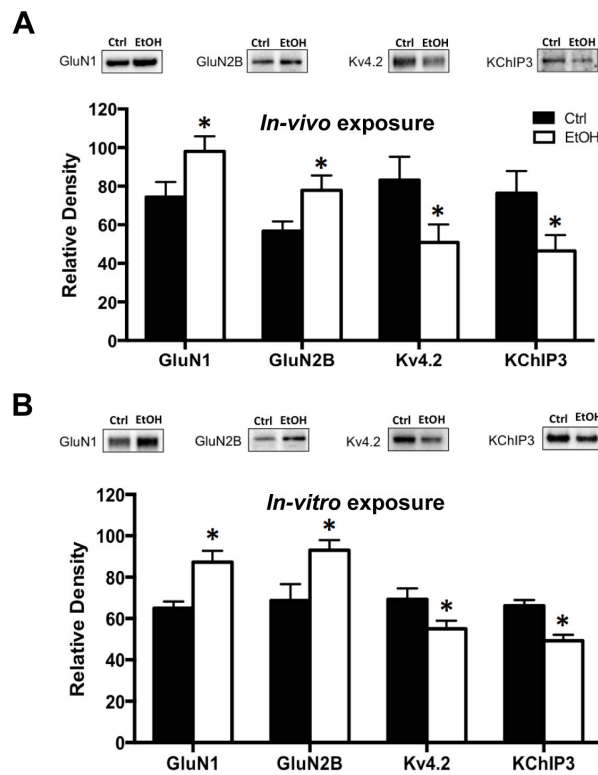 A
Ctrl EtOH Ctrl EtOH Ctrl EtOH Ctrl EtOH
GluN1 GluN2B Kv4.2 KChIP3
In-vivo exposure
Ctrl
EtOH
Relative Density
120
100
80
60
40
20
0
* * * *
GluN1 GluN2B Kv4.2 KChIP3
B
Ctrl EtOH Ctrl EtOH Ctrl EtOH Ctrl EtOH
GluN1 GluN2B Kv4.2 KChIP3
In-vitro exposure
Relative Density
120
100
80
60
40
20
0
* * * *
GluN1 GluN2B Kv4.2 KChIP3